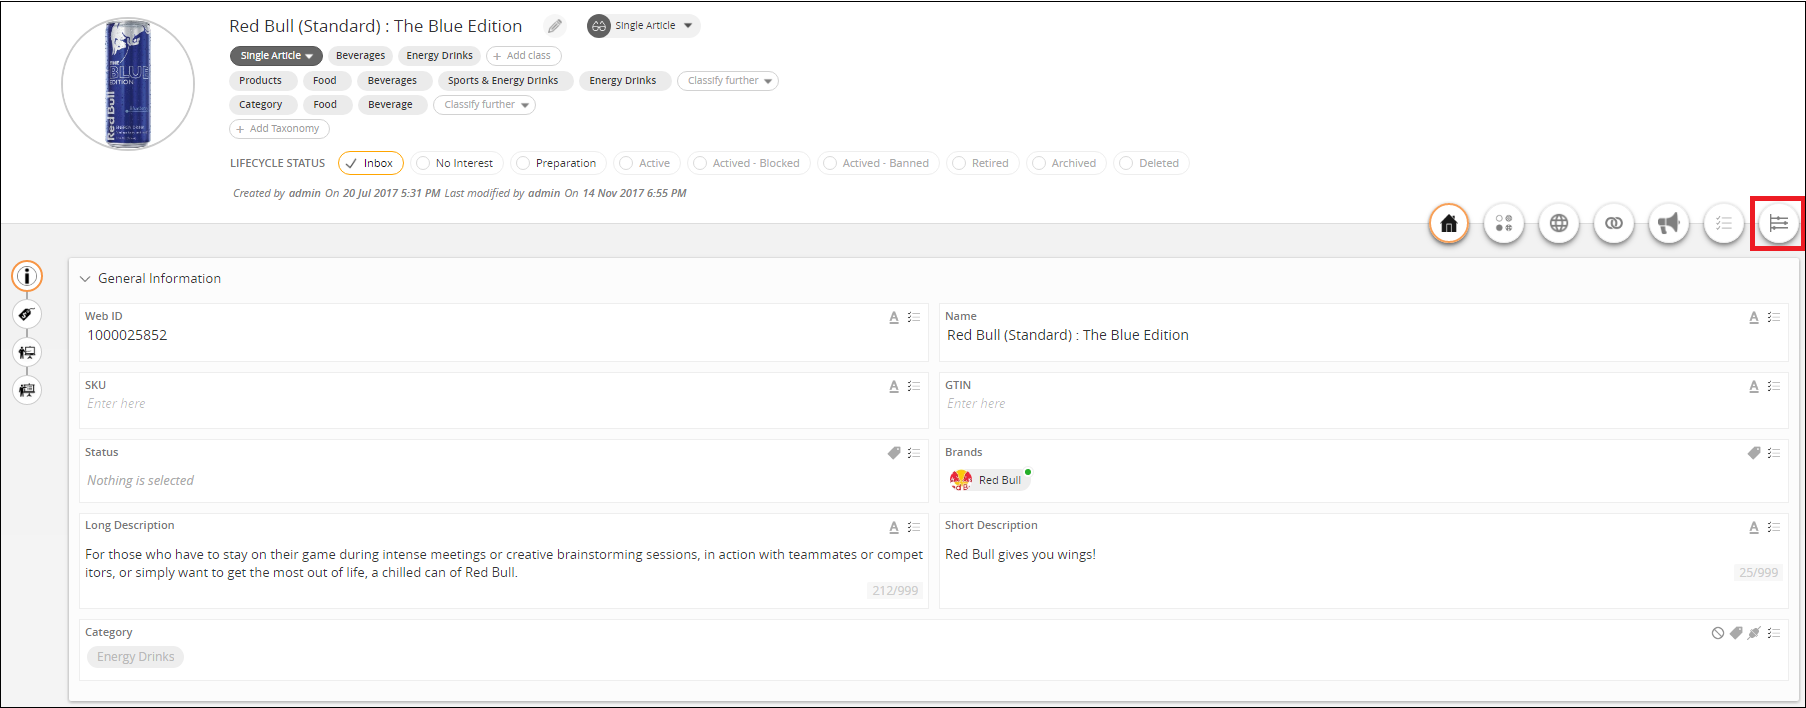 Red Bull (Standard) : The Blue Edition
Single Article
Single Article Beverages Energy Drinks + Add class
Products Food Beverages Sports & Energy Drinks Energy Drinks Classify further
Category Food Beverage Classify further
+ Add Taxonomy
LIFECYCLE STATUS Inbox No Interest Preparation Active Actived - Blocked Actived - Banned Retired Archived Deleted
Created by admin On 20 Jul 2017 5:31 PM Last modified by admin On 14 Nov 2017 6:55 PM
THE
BLUE
EDITION
Red Bull
General Information
Web ID
1000025852
Name
Red Bull (Standard) : The Blue Edition
SKU
Enter here
GTIN
Enter here
Status
Nothing is selected
Brands
Red Bull
Long Description
For those who have to stay on their game during intense meetings or creative brainstorming sessions, in action with teammates or compet
itors, or simply want to get the most out of life, a chilled can of Red Bull.
212/999
Short Description
Red Bull gives you wings!
25/999
Category
Energy Drinks